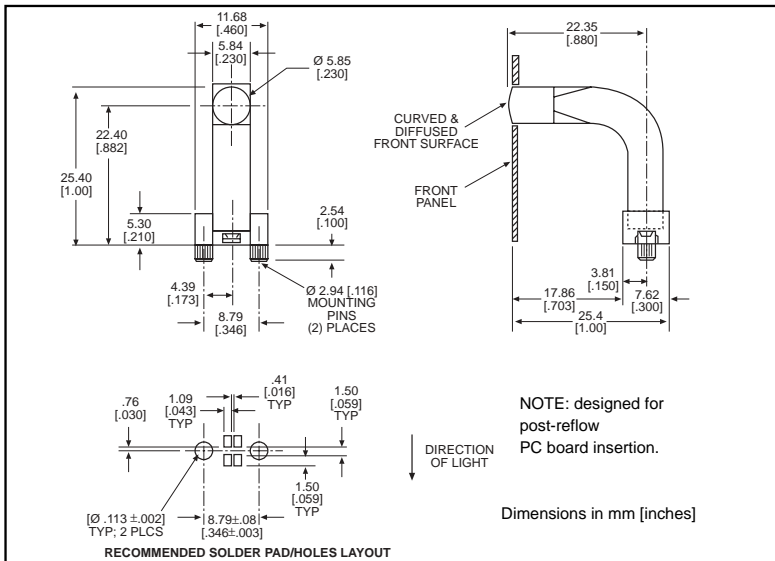 11.68
[.460]
5.84
[.230]
Ø 5.85
[.230]
22.40
[.882]
25.40
[1.00]
5.30
[.210]
2.54
[.100]
4.39
[.173]
8.79
[.346]
Ø 2.94 [.116]
MOUNTING
PINS
(2) PLACES
22.35
[.880]
CURVED &
DIFFUSED
FRONT SURFACE
FRONT
PANEL
3.81
[.150]
17.86
[.703]
7.62
[.300]
25.4
[1.00]
.76
[.030]
1.09
[.043]
TYP
.41
[.016]
TYP
1.50
[.059]
TYP
1.50
[.059]
TYP
[Ø .113 ±.002]
TYP; 2 PLCS
8.79±.08
[.346±.003]
DIRECTION
OF LIGHT
RECOMMENDED SOLDER PAD/HOLES LAYOUT
NOTE: designed for
post-reflow
PC board insertion.
Dimensions in mm [inches]